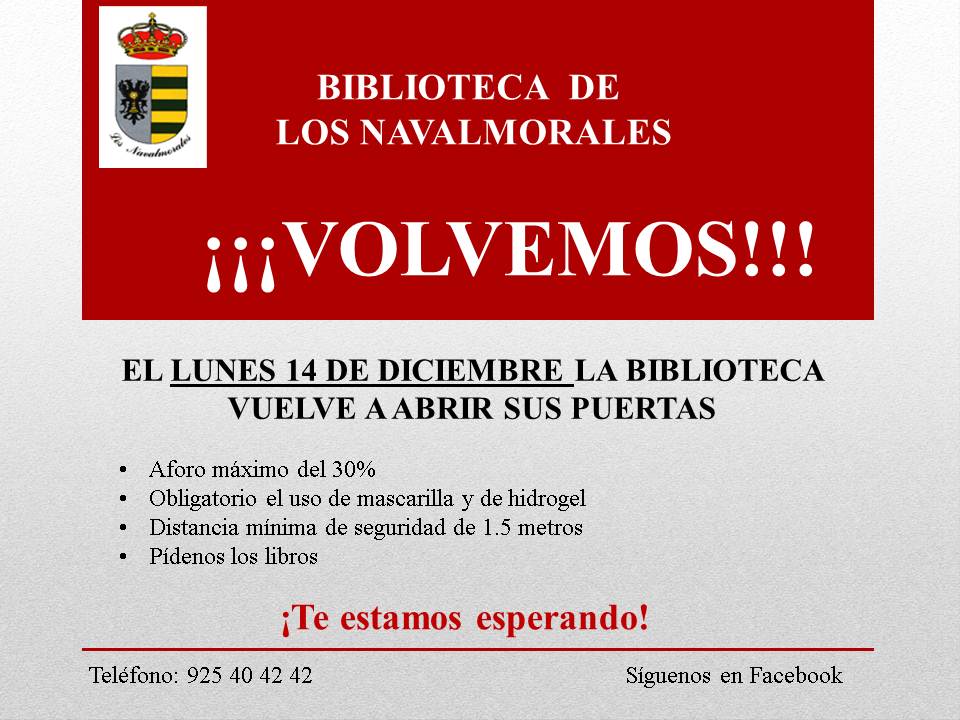 Los Navalmorales
BIBLIOTECA DE
LOS NAVALMORALES
¡¡¡VOLVEMOS!!!
EL LUNES 14 DE DICIEMBRE LA BIBLIOTECA
VUELVE A ABRIR SUS PUERTAS
• Aforo máximo del 30%
• Obligatorio el uso de mascarilla y de hidrogel
• Distancia mínima de seguridad de 1.5 metros
• Pídenos los libros
¡Te estamos esperando!
Teléfono: 925 40 42 42
Síguenos en Facebook